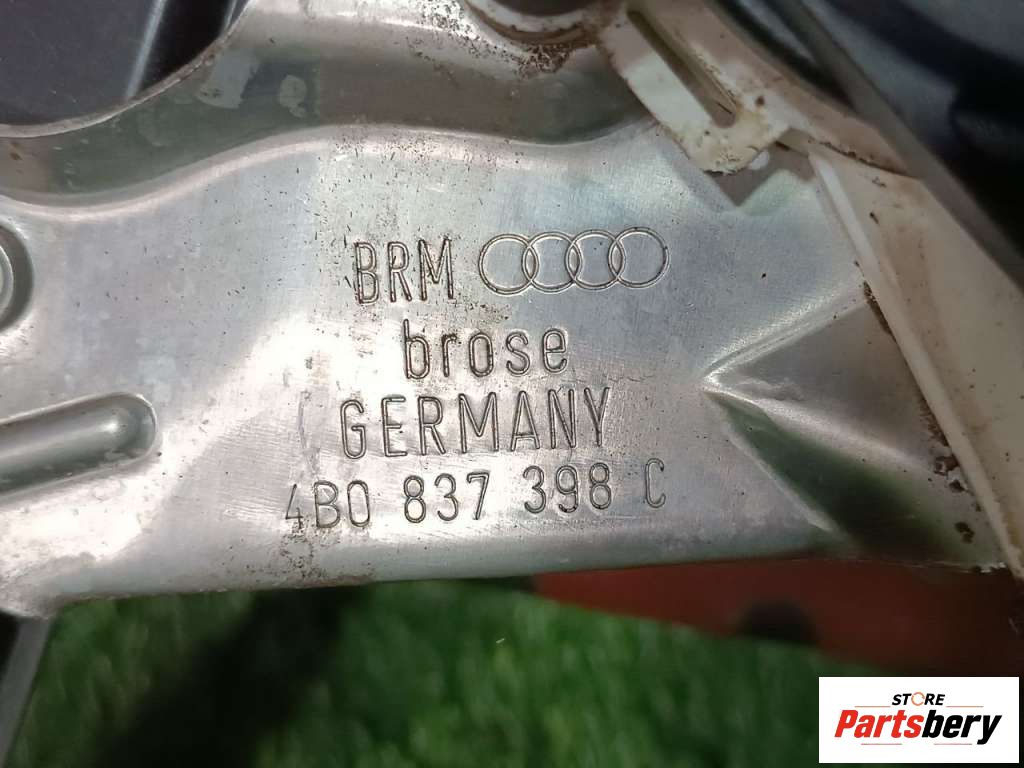 BRM
brose
GERMANY
4B0 837 398 C
STORE
Partsbery